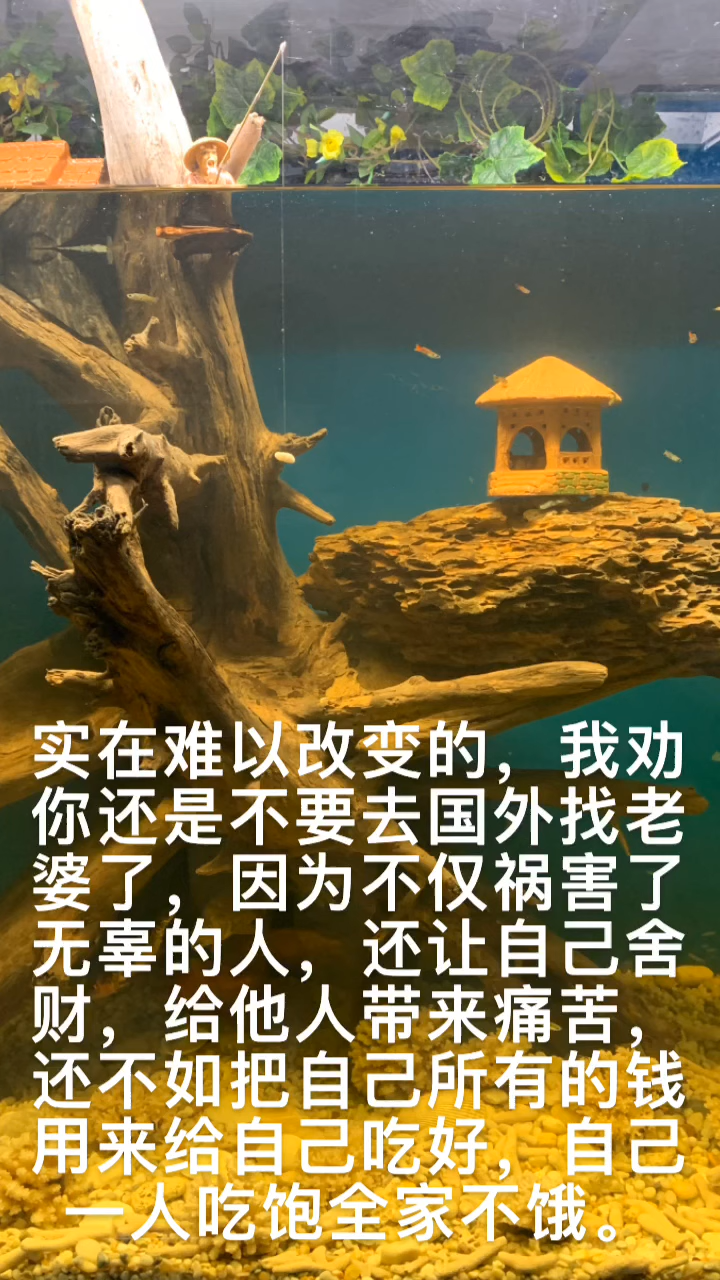 实在难以改变的，我劝
你还是不要去国外找老
婆了，因为不仅祸害了
无辜的人，还让自己舍
财，给他人带来痛苦，
还不如把自己所有的钱
用来给自己吃好，自己
一人吃饱全家不饿。